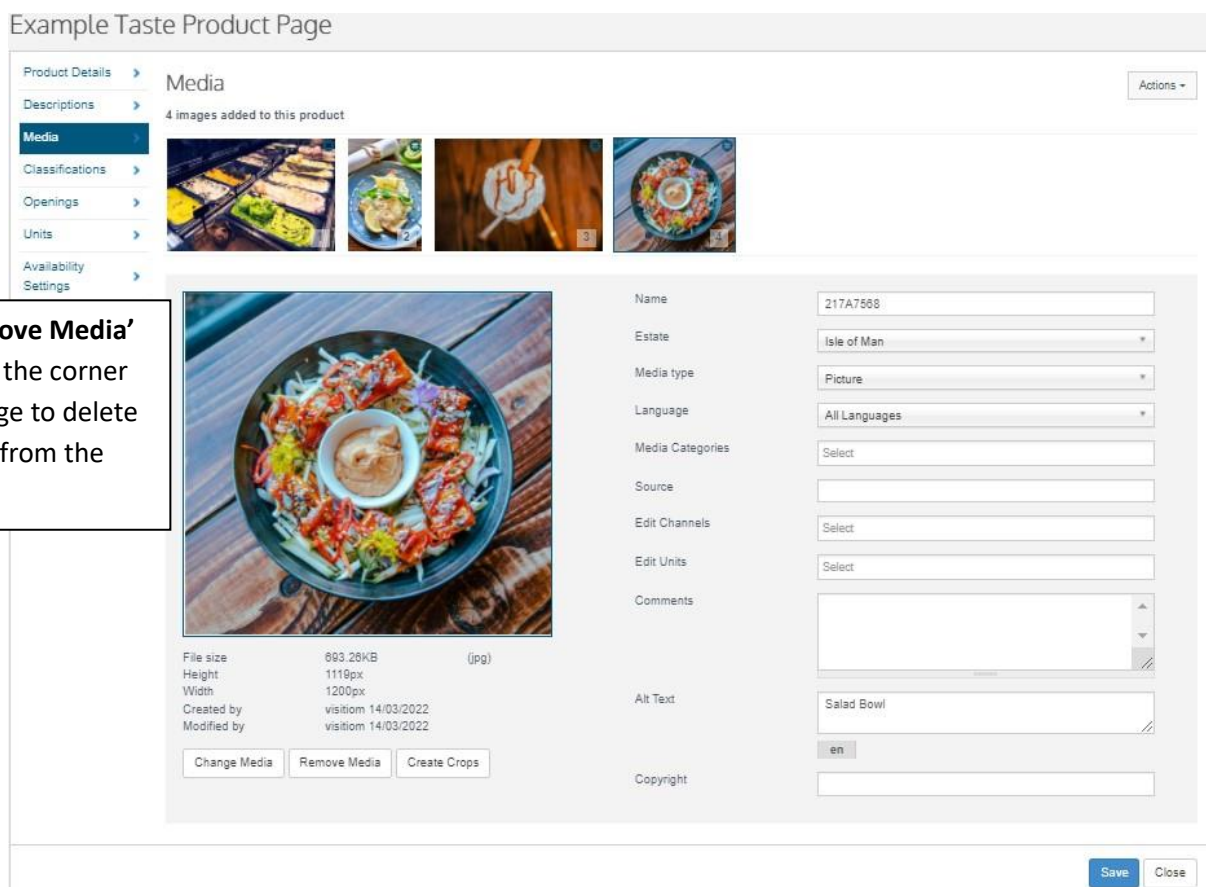 Example Taste Product Page
Product Details
Descriptions
Media
Classifications
Openings
Units
Availability
Settings
ove Media’
the corner
ge to delete
from the
Media
Actions
4 images added to this product
1
2
3
4
Name
217A7568
Estate
Isle of Man
Media type
Picture
Language
All Languages
Media Categories
Select
Source
Edit Channels
Select
Edit Units
Select
Comments
Alt Text
Salad Bowl
en
Copyright
File size 693.26KB (jpg)
Height 1119px
Width 1200px
Created by visitiom 14/03/2022
Modified by visitiom 14/03/2022
Change Media Remove Media Create Crops
Save Close